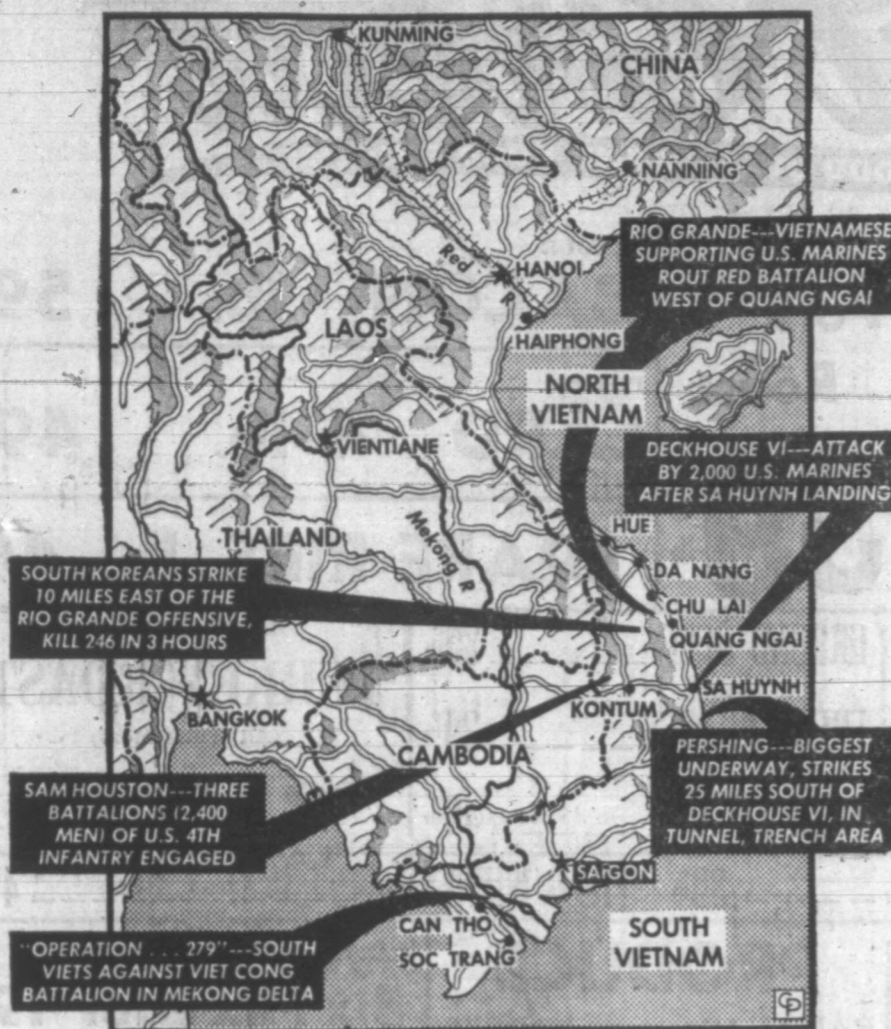 KUNMING
CHINA
NANNING
RIO GRANDE---VIETNAMESE
SUPPORTING U.S. MARINES
ROUT RED BATTALION
WEST OF QUANG NGAI
Red
R
HANOI
LAOS
HAIPHONG
NORTH
VIETNAM
VIENTIANE
DECKHOUSE VI---ATTACK
BY 2,000 U.S. MARINES
AFTER SA HUYNH LANDING
THAILAND
Mekong R
HUE
DA NANG
SOUTH KOREANS STRIKE
10 MILES EAST OF THE
RIO GRANDE OFFENSIVE,
KILL 246 IN 3 HOURS
CHU LAI
QUANG NGAI
SA HUYNH
BANGKOK
KONTUM
CAMBODIA
PERSHING---BIGGEST
UNDERWAY, STRIKES
25 MILES SOUTH OF
DECKHOUSE VI, IN
TUNNEL, TRENCH AREA
SAM HOUSTON---THREE
BATTALIONS (2,400
MEN) OF U.S. 4TH
INFANTRY ENGAGED
SAIGON
CAN THO
SOC TRANG
SOUTH
VIETNAM
"OPERATION . . . 279"---SOUTH
VIETS AGAINST VIET CONG
BATTALION IN MEKONG DELTA
CP